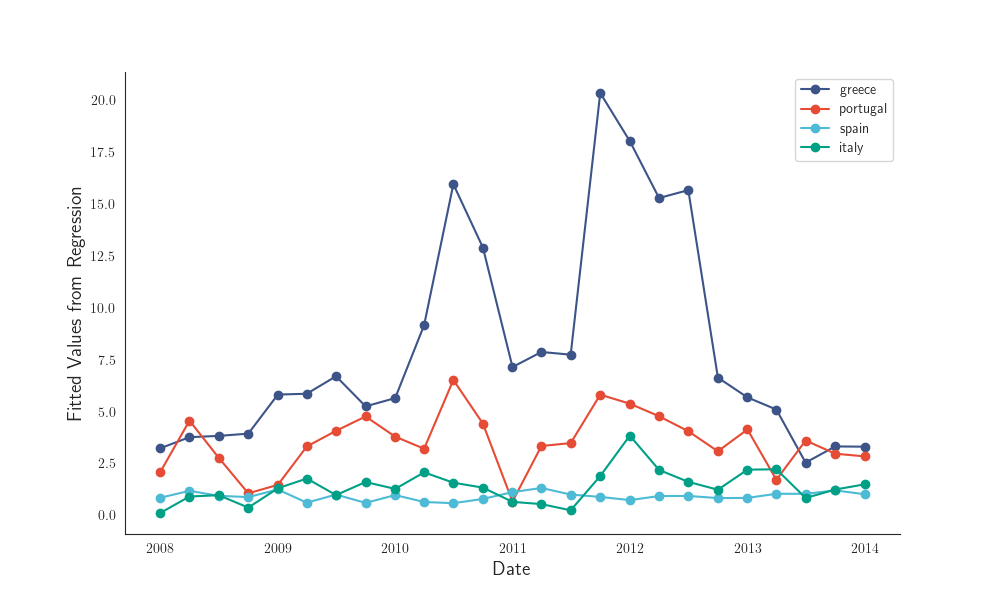 greece
portugal
spain
italy
Fitted Values from Regression
20.0
17.5
15.0
12.5
10.0
7.5
5.0
2.5
0.0
2008 2009 2010 2011 2012 2013 2014
Date